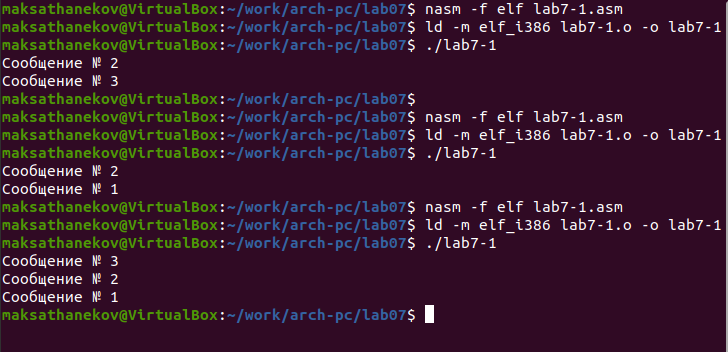 maksathanekov@VirtualBox:~/work/arch-pc/lab07$ nasm -f elf lab7-1.asm
maksathanekov@VirtualBox:~/work/arch-pc/lab07$ ld -m elf_i386 lab7-1.o -o lab7-1
maksathanekov@VirtualBox:~/work/arch-pc/lab07$ ./lab7-1
Сообщение № 2
Сообщение № 3
maksathanekov@VirtualBox:~/work/arch-pc/lab07$
maksathanekov@VirtualBox:~/work/arch-pc/lab07$ nasm -f elf lab7-1.asm
maksathanekov@VirtualBox:~/work/arch-pc/lab07$ ld -m elf_i386 lab7-1.o -o lab7-1
maksathanekov@VirtualBox:~/work/arch-pc/lab07$ ./lab7-1
Сообщение № 2
Сообщение № 1
maksathanekov@VirtualBox:~/work/arch-pc/lab07$ nasm -f elf lab7-1.asm
maksathanekov@VirtualBox:~/work/arch-pc/lab07$ ld -m elf_i386 lab7-1.o -o lab7-1
maksathanekov@VirtualBox:~/work/arch-pc/lab07$ ./lab7-1
Сообщение № 3
Сообщение № 2
Сообщение № 1
maksathanekov@VirtualBox:~/work/arch-pc/lab07$